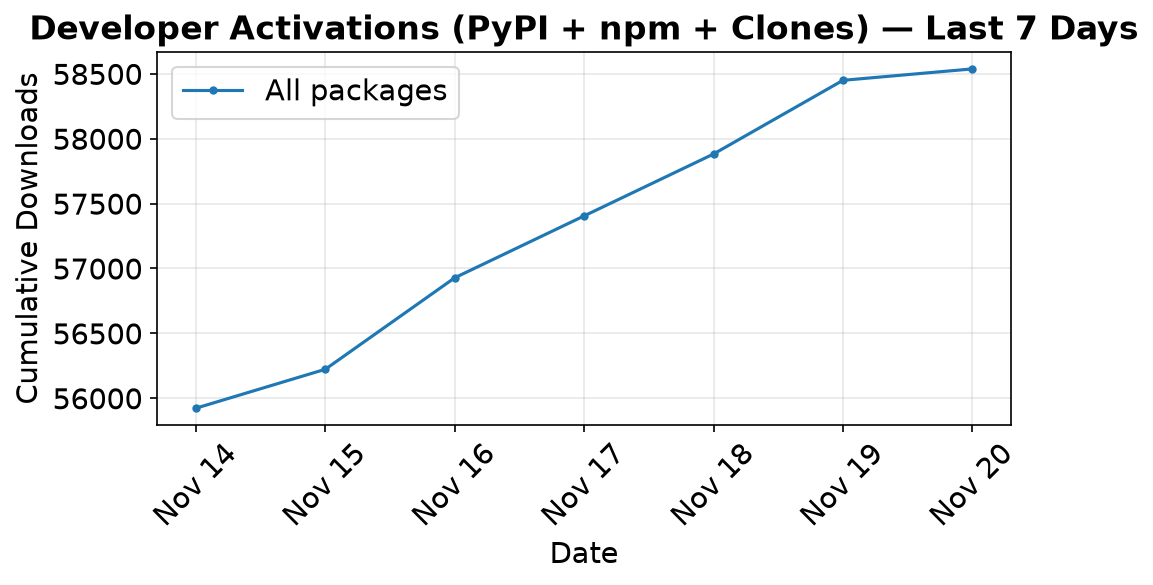 Developer Activations (PyPI + npm + Clones) — Last 7 Days
Cumulative Downloads
58500
58000
57500
57000
56500
56000
All packages
Nov 14
Nov 15
Nov 16
Nov 17
Nov 18
Nov 19
Nov 20
Date